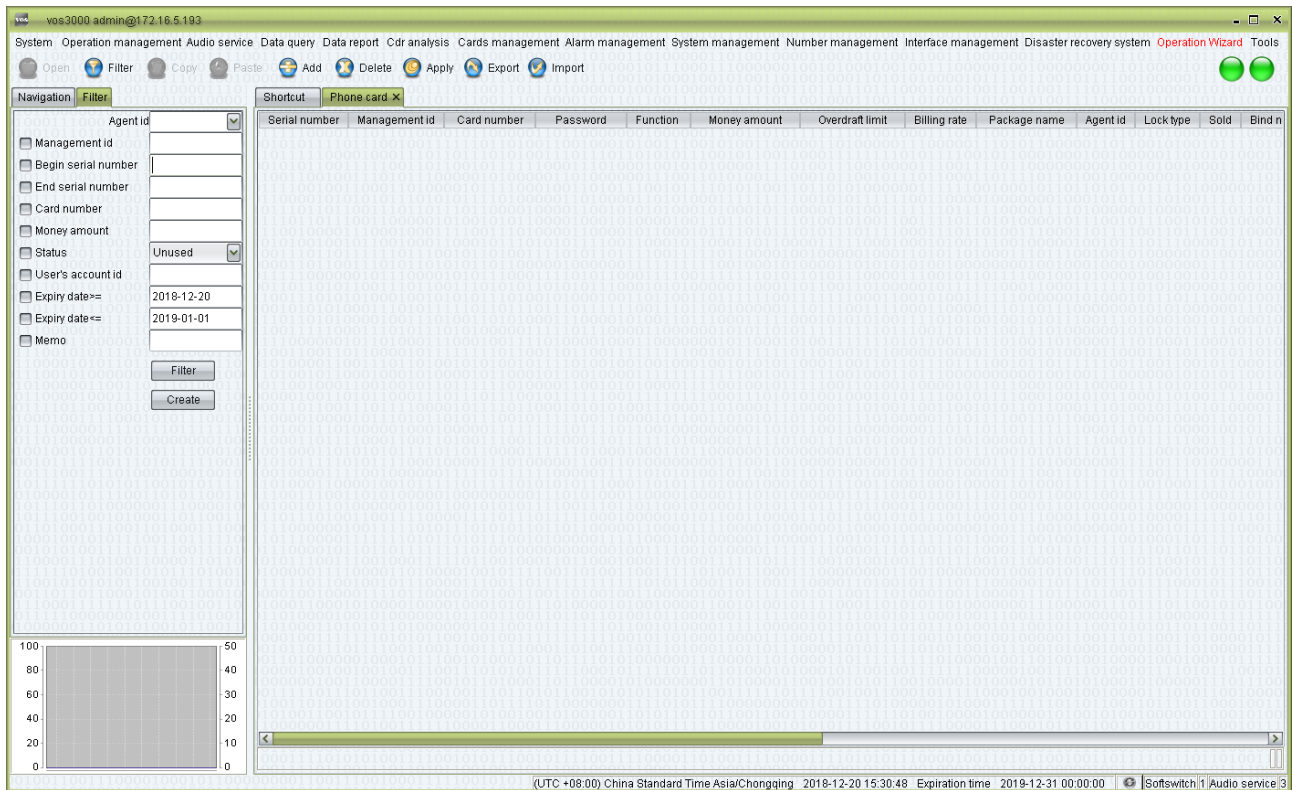 vos vos3000 admin@172.16.5.193
System Operation management Audio service Data query Data report Cdr analysis Cards management Alarm management System management Number management Interface management Disaster recovery system Operation Wizard Tools
Open Filter Copy Paste Add Delete Apply Export Import
Navigation Filter Shortcut Phone card ×
Serial number Management id Card number Password Function Money amount Overdraft limit Billing rate Package name Agent id Lock type Sold Bind n
Agent id
Management id
Begin serial number
End serial number
Card number
Money amount
Status Unused
User's account id
Expiry date>= 2018-12-20
Expiry date<= 2019-01-01
Memo
Filter
Create
100 50
80 40
60 30
40 20
20 10
0 0
(UTC +08:00) China Standard Time Asia/Chongqing 2018-12-20 15:30:48 Expiration time 2019-12-31 00:00:00 Softswitch 1 Audio service 3